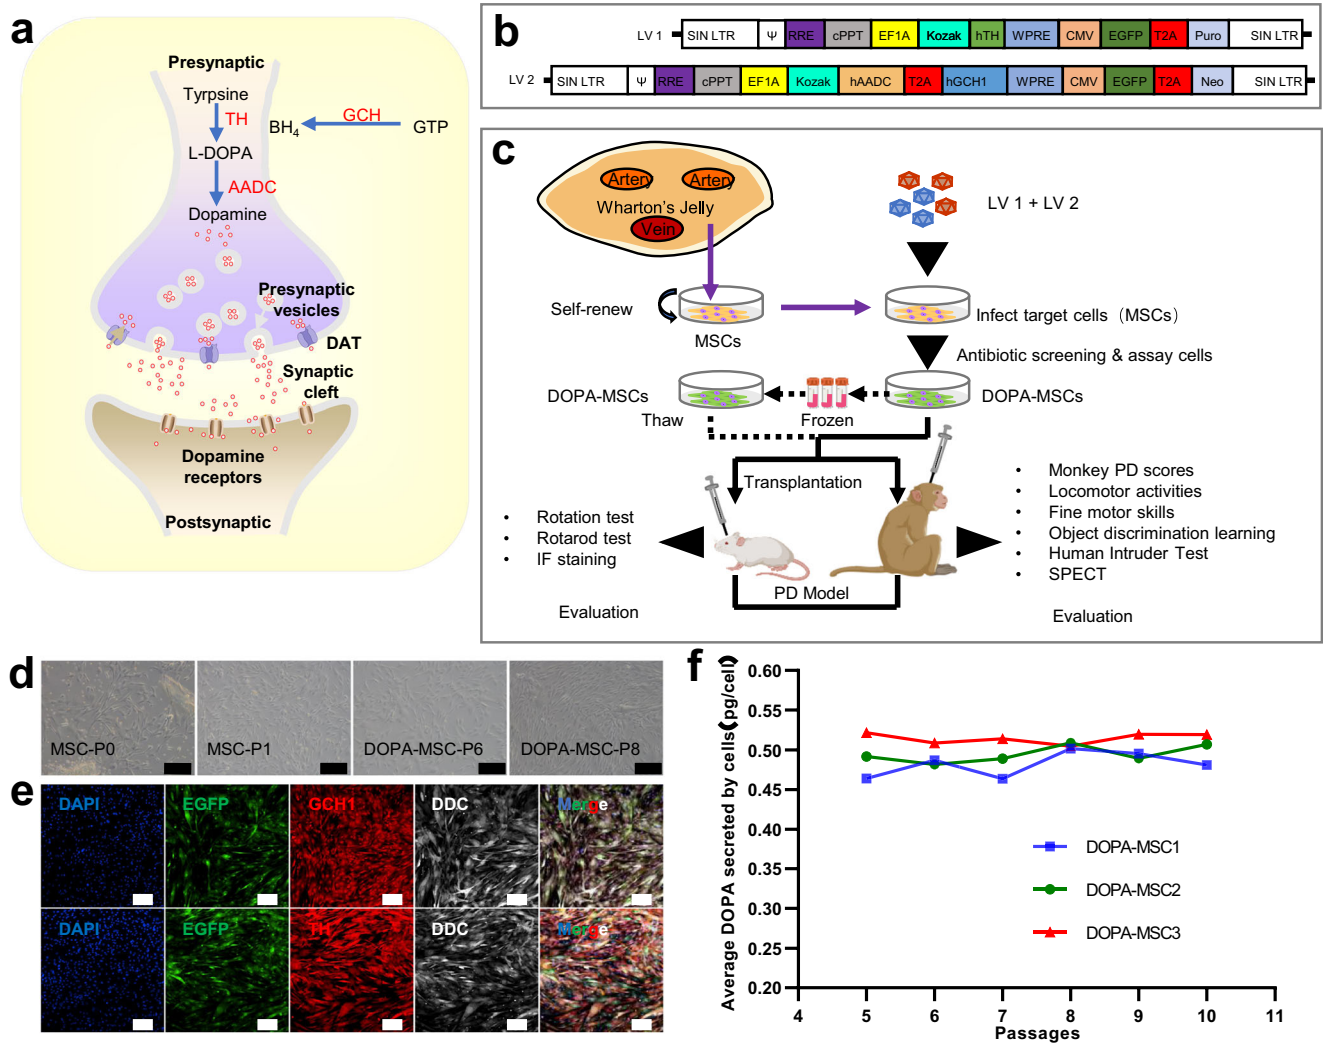 a
Presynaptic
Tyrpsine
TH
BH4
GCH
GTP
L-DOPA
AADC
Dopamine
Presynaptic
vesicles
DAT
Synaptic
cleft
Dopamine
receptors
Postsynaptic
b
LV 1
SIN LTR
Ψ
RRE
cPPT
EF1A
Kozak
hTH
WPRE
CMV
EGFP
T2A
Puro
SIN LTR
LV 2
SIN LTR
Ψ
RRE
cPPT
EF1A
Kozak
hAADC
T2A
hGCH1
WPRE
CMV
EGFP
T2A
Neo
SIN LTR
c
Artery
Artery
Wharton's Jelly
Vein
LV 1 + LV 2
Self-renew
MSCs
Infect target cells（MSCs）
Antibiotic screening & assay cells
DOPA-MSCs
Thaw
Frozen
DOPA-MSCs
Transplantation
• Rotation test
• Rotarod test
• IF staining
Evaluation
PD Model
• Monkey PD scores
• Locomotor activities
• Fine motor skills
• Object discrimination learning
• Human Intruder Test
• SPECT
Evaluation
d
MSC-P0
MSC-P1
DOPA-MSC-P6
DOPA-MSC-P8
e
DAPI
EGFP
GCH1
DDC
Merge
DAPI
EGFP
TH
DDC
Merge
f
Average DOPA secreted by cells(pg/cell)
0.60
0.55
0.50
0.45
0.40
0.35
0.30
0.25
0.20
4
5
6
7
8
9
10
11
Passages
DOPA-MSC1
DOPA-MSC2
DOPA-MSC3